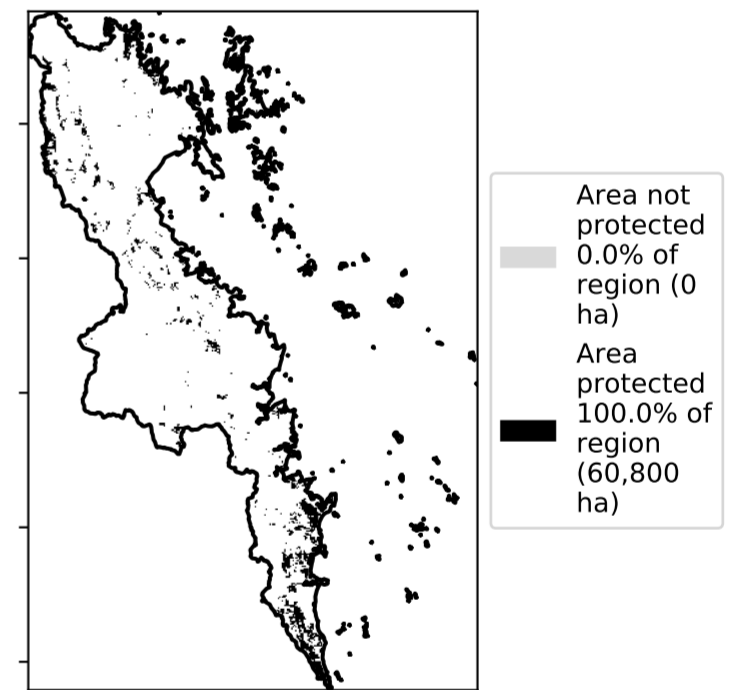 Area not
protected
0.0% of
region (0
ha)
Area
protected
100.0% of
region
(60,800
ha)